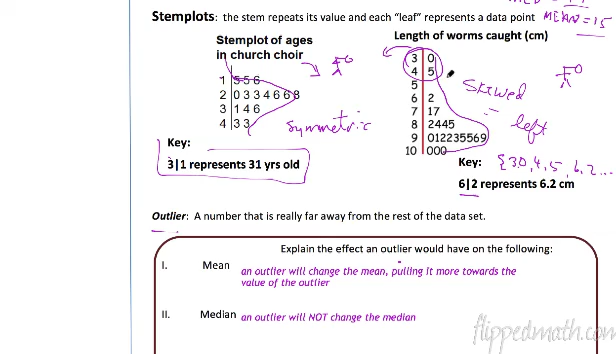 Stemplots: the stem repeats its value and each "leaf" represents a data point MEAN = 15
Stemplot of ages
in church choir
1 5 5 6
2 0 3 3 4 6 6 8
3 1 4 6
4 3 3
symmetric
Key:
3|1 represents 31 yrs old
Length of worms caught (cm)
3 0
4 5
5
6 2
7 17
8 2445
9 012235569
10 000
skewed
left
Key: {3.0, 4.5, 6.2 ...
6|2 represents 6.2 cm
Outlier: A number that is really far away from the rest of the data set.
Explain the effect an outlier would have on the following:
I. Mean an outlier will change the mean, pulling it more towards the
value of the outlier
II. Median an outlier will NOT change the median
flippedmath.com